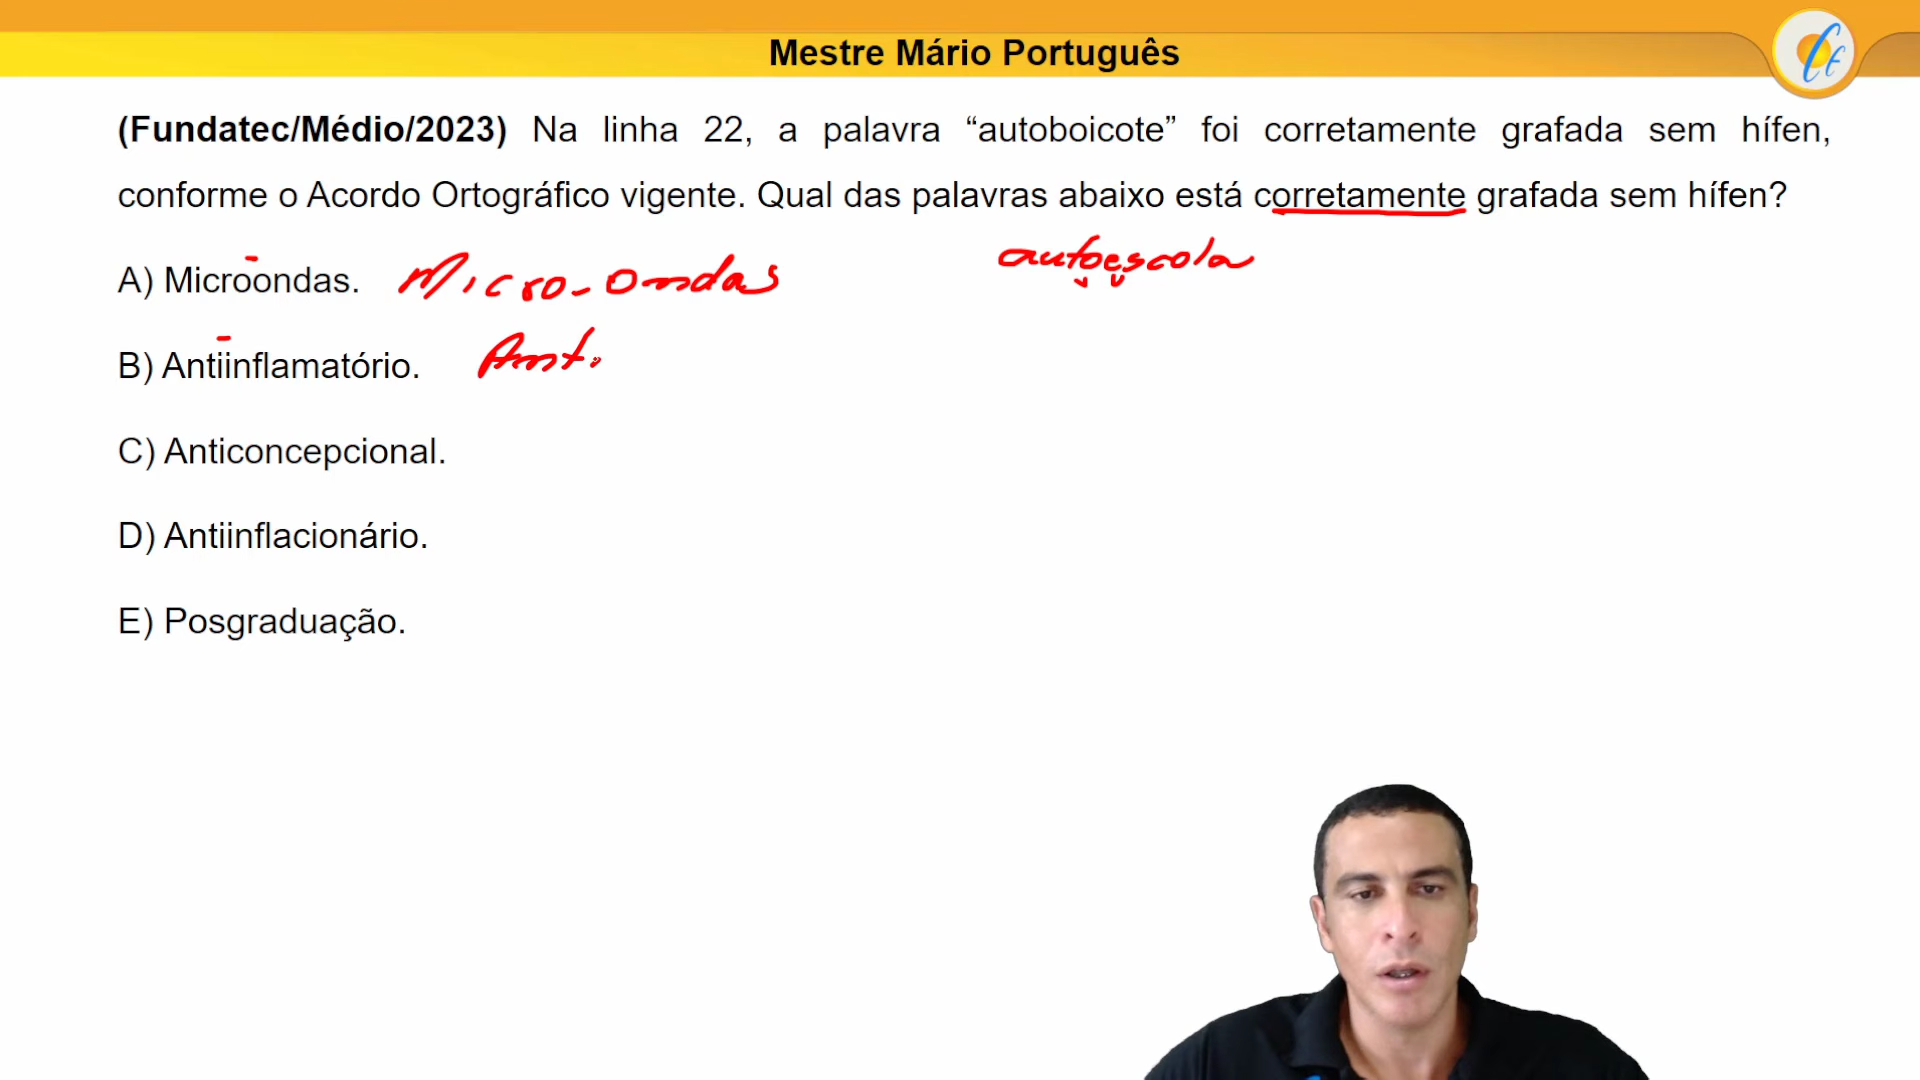 Mestre Mário Português
(Fundatec/Médio/2023) Na linha 22, a palavra “autoboicote” foi corretamente grafada sem hífen,
conforme o Acordo Ortográfico vigente. Qual das palavras abaixo está corretamente grafada sem hífen?
autoescola
A) Microondas. Micro-ondas
B) Antiinflamatório. Anti
C) Anticoncepcional.
D) Antiinflacionário.
E) Posgraduação.